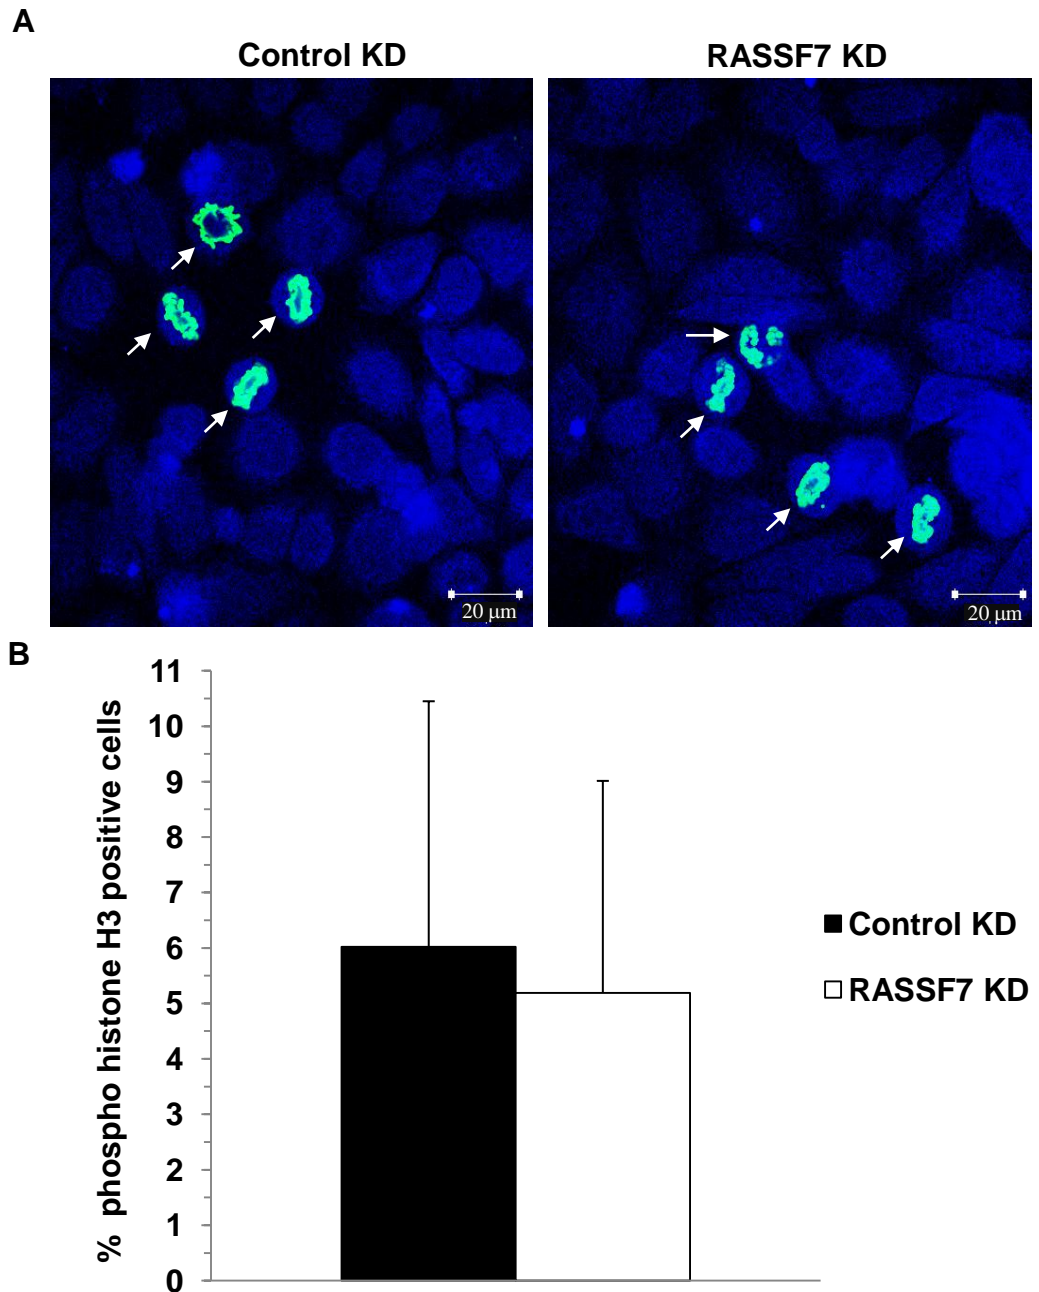 A
Control KD
RASSF7 KD
20 μm
20 μm
B
% phospho histone H3 positive cells
11
10
9
8
7
6
5
4
3
2
1
0
Control KD
RASSF7 KD